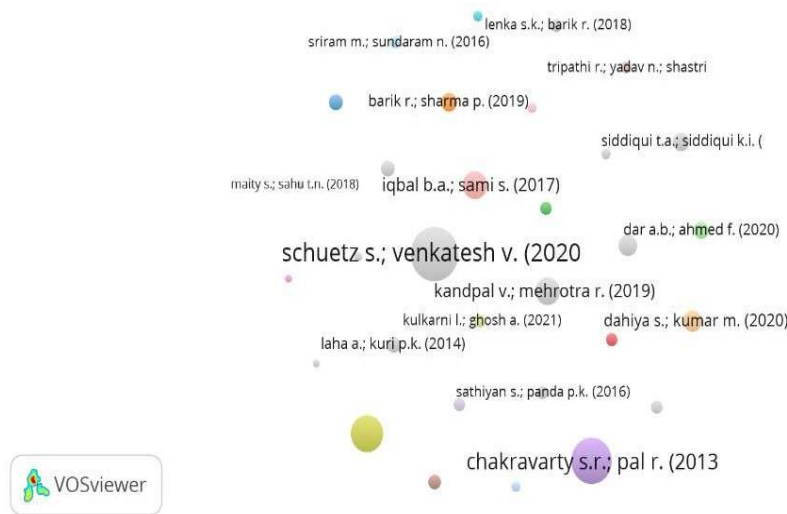 lenka s.k.; barik r. (2018)
sriram m.; sundaram n. (2016)
tripathi r.; yadav n.; shastri
barik r.; sharma p. (2019)
siddiqui t.a.; siddiqui k.i. (
maity s.; sahu t.n. (2018)
iqbal b.a.; sami s. (2017)
dar a.b.; ahmed f. (2020)
schuetz s.; venkatesh v. (2020
kandpal v.; mehrotra r. (2019)
kulkarni l.; ghosh a. (2021)
dahiya s.; kumar m. (2020)
laha a.; kuri p.k. (2014)
sathiyan s.; panda p.k. (2016)
chakravarty s.r.; pal r. (2013
VOSviewer